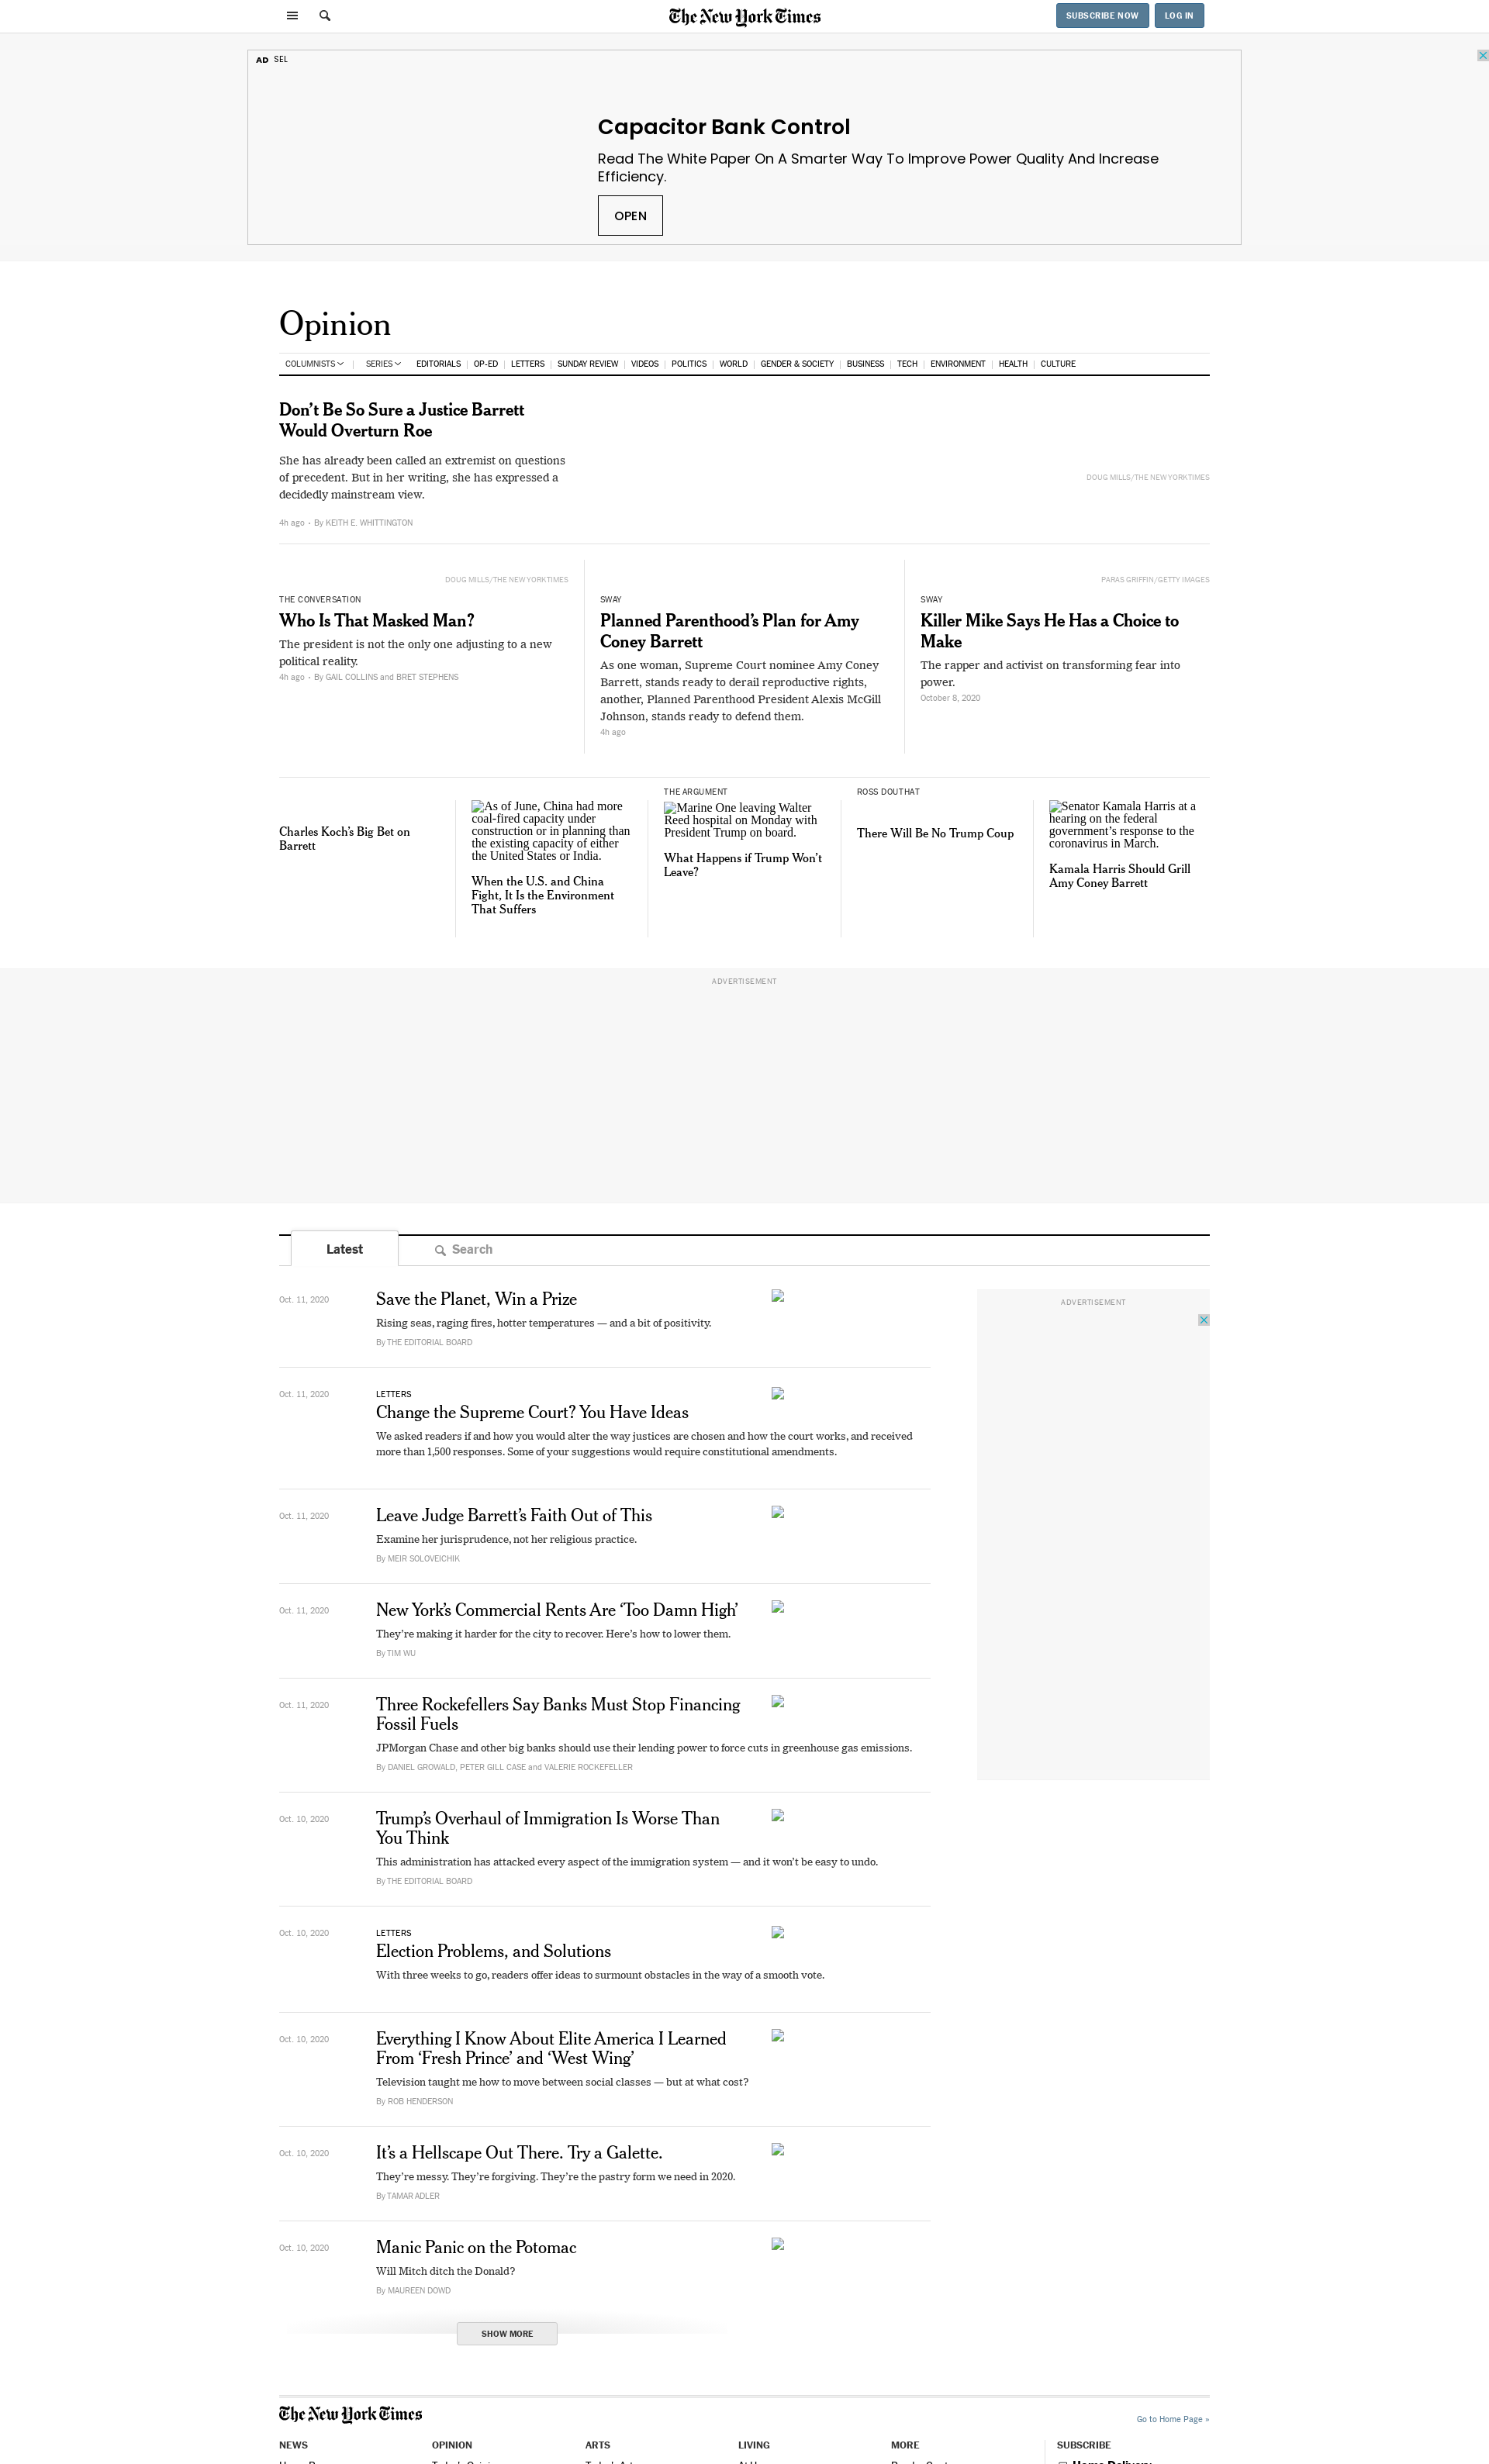 The New York Times
SUBSCRIBE NOW
LOG IN
AD SEL
Capacitor Bank Control
Read The White Paper On A Smarter Way To Improve Power Quality And Increase
Efficiency.
OPEN
Opinion
COLUMNISTS
SERIES
EDITORIALS
OP-ED
LETTERS
SUNDAY REVIEW
VIDEOS
POLITICS
WORLD
GENDER & SOCIETY
BUSINESS
TECH
ENVIRONMENT
HEALTH
CULTURE
Don’t Be So Sure a Justice Barrett
Would Overturn Roe
She has already been called an extremist on questions
of precedent. But in her writing, she has expressed a
decidedly mainstream view.
4h ago • By KEITH E. WHITTINGTON
DOUG MILLS/THE NEW YORK TIMES
DOUG MILLS/THE NEW YORK TIMES
THE CONVERSATION
Who Is That Masked Man?
The president is not the only one adjusting to a new
political reality.
4h ago • By GAIL COLLINS and BRET STEPHENS
SWAY
Planned Parenthood’s Plan for Amy
Coney Barrett
As one woman, Supreme Court nominee Amy Coney
Barrett, stands ready to derail reproductive rights,
another, Planned Parenthood President Alexis McGill
Johnson, stands ready to defend them.
4h ago
PARAS GRIFFIN/GETTY IMAGES
SWAY
Killer Mike Says He Has a Choice to
Make
The rapper and activist on transforming fear into
power.
October 8, 2020
Charles Koch’s Big Bet on
Barrett
As of June, China had more
coal-fired capacity under
construction or in planning than
the existing capacity of either
the United States or India.
When the U.S. and China
Fight, It Is the Environment
That Suffers
THE ARGUMENT
Marine One leaving Walter
Reed hospital on Monday with
President Trump on board.
What Happens if Trump Won’t
Leave?
ROSS DOUTHAT
There Will Be No Trump Coup
Senator Kamala Harris at a
hearing on the federal
government’s response to the
coronavirus in March.
Kamala Harris Should Grill
Amy Coney Barrett
ADVERTISEMENT
Latest
Search
Oct. 11, 2020
Save the Planet, Win a Prize
Rising seas, raging fires, hotter temperatures — and a bit of positivity.
By THE EDITORIAL BOARD
ADVERTISEMENT
Oct. 11, 2020
LETTERS
Change the Supreme Court? You Have Ideas
We asked readers if and how you would alter the way justices are chosen and how the court works, and received
more than 1,500 responses. Some of your suggestions would require constitutional amendments.
Oct. 11, 2020
Leave Judge Barrett’s Faith Out of This
Examine her jurisprudence, not her religious practice.
By MEIR SOLOVEICHIK
Oct. 11, 2020
New York’s Commercial Rents Are ‘Too Damn High’
They’re making it harder for the city to recover. Here’s how to lower them.
By TIM WU
Oct. 11, 2020
Three Rockefellers Say Banks Must Stop Financing
Fossil Fuels
JPMorgan Chase and other big banks should use their lending power to force cuts in greenhouse gas emissions.
By DANIEL GROWALD, PETER GILL CASE and VALERIE ROCKEFELLER
Oct. 10, 2020
Trump’s Overhaul of Immigration Is Worse Than
You Think
This administration has attacked every aspect of the immigration system — and it won’t be easy to undo.
By THE EDITORIAL BOARD
Oct. 10, 2020
LETTERS
Election Problems, and Solutions
With three weeks to go, readers offer ideas to surmount obstacles in the way of a smooth vote.
Oct. 10, 2020
Everything I Know About Elite America I Learned
From ‘Fresh Prince’ and ‘West Wing’
Television taught me how to move between social classes — but at what cost?
By ROB HENDERSON
Oct. 10, 2020
It’s a Hellscape Out There. Try a Galette.
They’re messy. They’re forgiving. They’re the pastry form we need in 2020.
By TAMAR ADLER
Oct. 10, 2020
Manic Panic on the Potomac
Will Mitch ditch the Donald?
By MAUREEN DOWD
SHOW MORE
The New York Times
Go to Home Page »
NEWS
OPINION
ARTS
LIVING
MORE
SUBSCRIBE